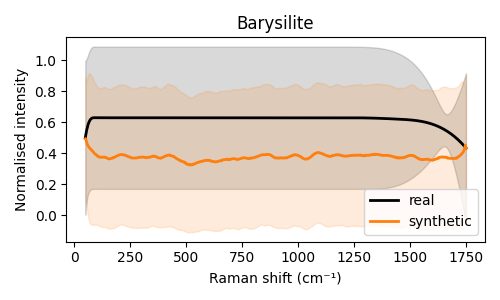 Barysilite
Normalised intensity
1.0
0.8
0.6
0.4
0.2
0.0
real
synthetic
0 250 500 750 1000 1250 1500 1750
Raman shift (cm⁻¹)